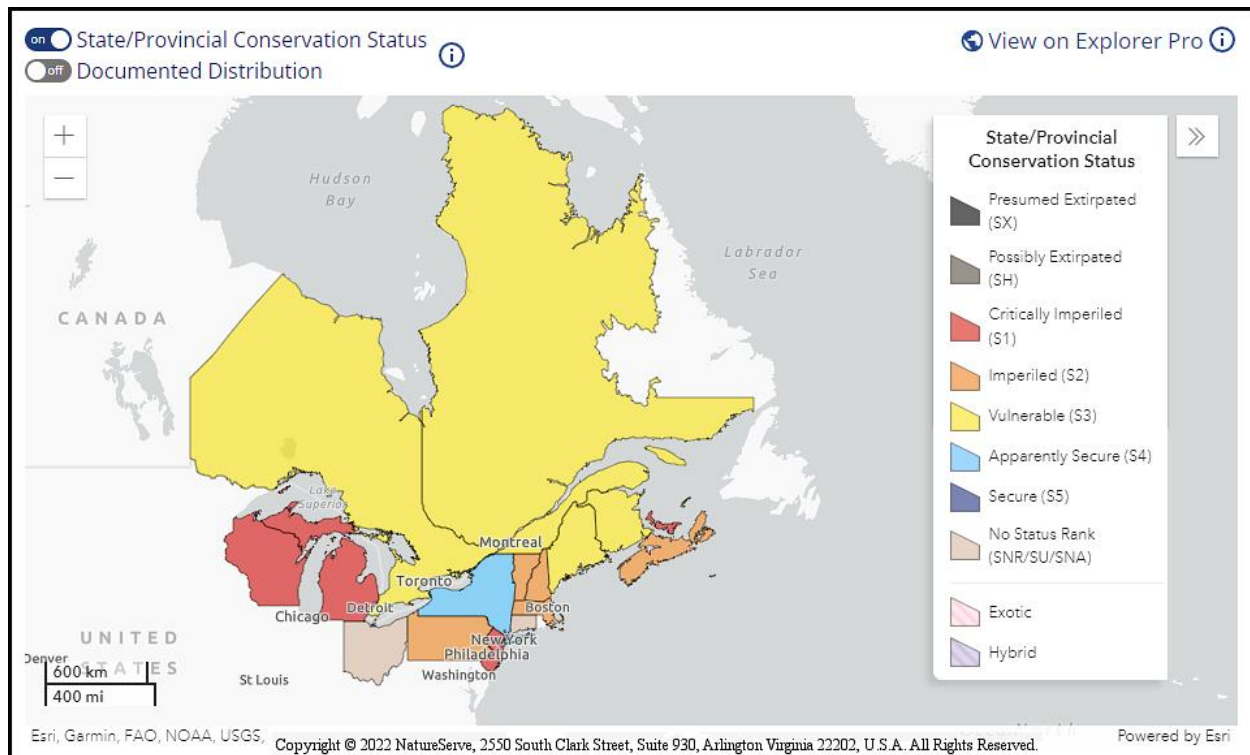 on State/Provincial Conservation Status
off Documented Distribution
View on Explorer Pro
Hudson
Bay
Labrador
Sea
CANADA
Lake
Superior
Montreal
Toronto
Boston
Chicago
Detroit
New York
Philadelphia
UNITED
STATES
Denver
St Louis
Washington
600 km
400 mi
State/Provincial
Conservation Status
Presumed Extirpated
(SX)
Possibly Extirpated
(SH)
Critically Imperiled
(S1)
Imperiled (S2)
Vulnerable (S3)
Apparently Secure (S4)
Secure (S5)
No Status Rank
(SNR/SU/SNA)
Exotic
Hybrid
Esri, Garmin, FAO, NOAA, USGS,
Copyright © 2022 NatureServe, 2550 South Clark Street, Suite 930, Arlington Virginia 22202, U.S.A. All Rights Reserved.
Powered by Esri